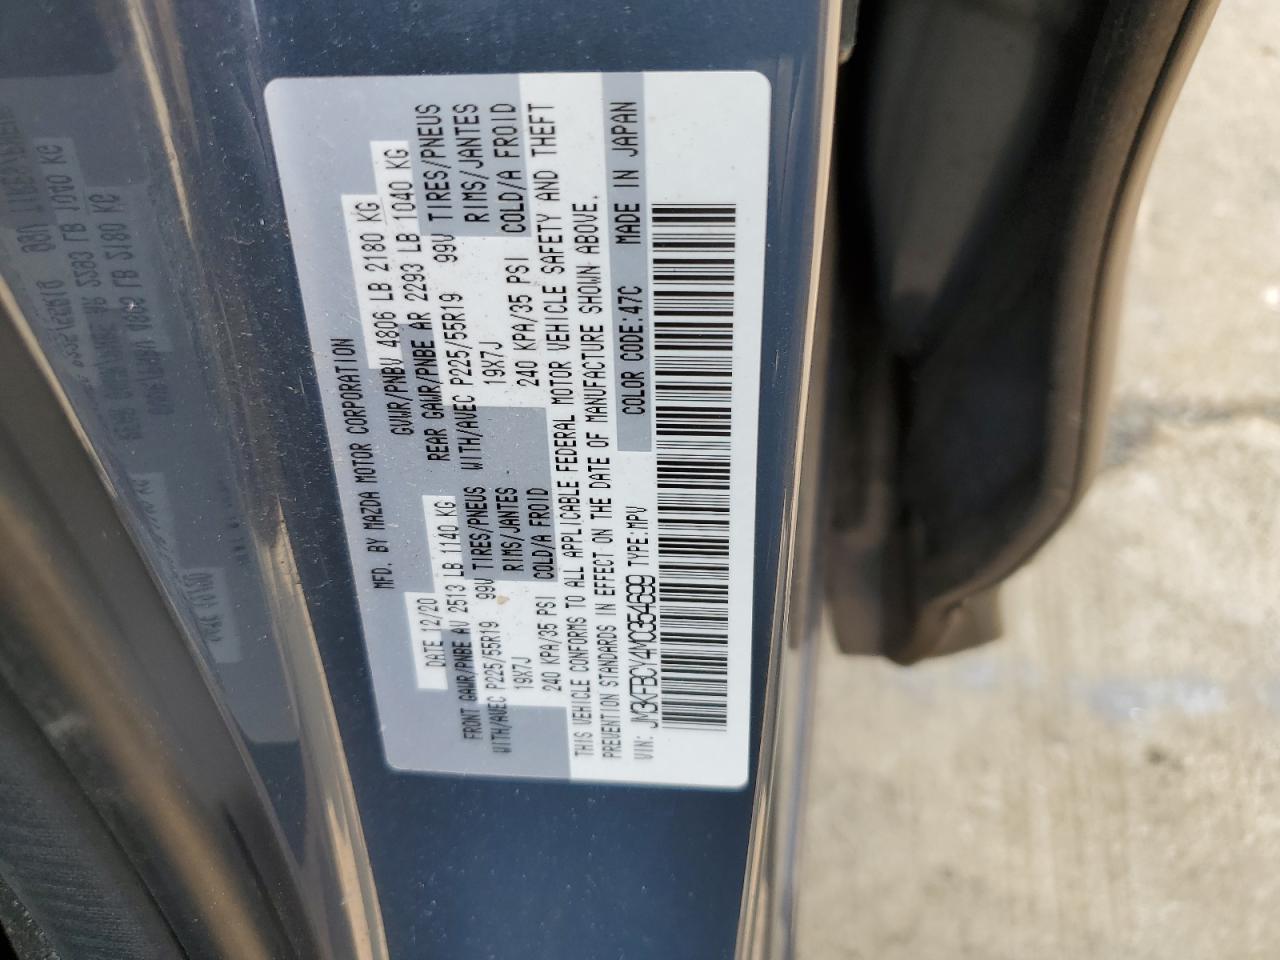 MFD. BY MAZDA MOTOR CORPORATION
DATE 12/20 GVWR/PNBV 4806 LB 2180 KG
FRONT GAWR/PNBE AV 2513 LB 1140 KG REAR GAWR/PNBE AR 2293 LB 1040 KG
WITH/AVEC P225/55R19 99V TIRES/PNEUS WITH/AVEC P225/55R19 99V TIRES/PNEUS
19X7J RIMS/JANTES 19X7J RIMS/JANTES
240 KPA/35 PSI COLD/A FROID 240 KPA/35 PSI COLD/A FROID
THIS VEHICLE CONFORMS TO ALL APPLICABLE FEDERAL MOTOR VEHICLE SAFETY AND THEFT
PREVENTION STANDARDS IN EFFECT ON THE DATE OF MANUFACTURE SHOWN ABOVE.
VIN: JM3KFBCY4M0354699 TYPE:MPV COLOR CODE:47C MADE IN JAPAN